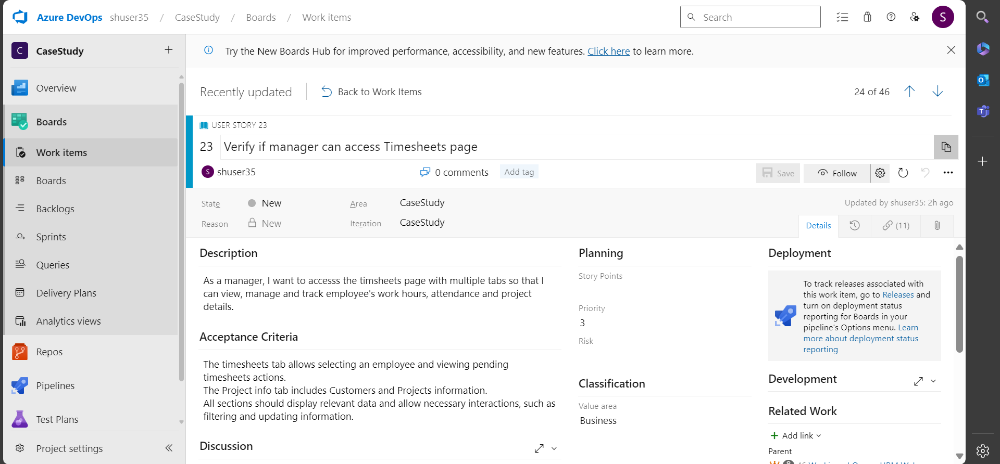 Azure DevOps shuser35 / CaseStudy / Boards / Work items
Search
S
C CaseStudy
Try the New Boards Hub for improved performance, accessibility, and new features. Click here to learn more.
Overview
Boards
Work items
Boards
Backlogs
Sprints
Queries
Delivery Plans
Analytics views
Repos
Pipelines
Test Plans
Project settings
Recently updated
Back to Work Items
24 of 46
USER STORY 23
23 Verify if manager can access Timesheets page
S shuser35
0 comments
Add tag
Save
Follow
State New
Area CaseStudy
Updated by shuser35: 2h ago
Reason New
Iteration CaseStudy
Details
(11)
Description
As a manager, I want to accesss the timsheets page with multiple tabs so that I
can view, manage and track employee's work hours, attendance and project
details.
Acceptance Criteria
The timesheets tab allows selecting an employee and viewing pending
timesheets actions.
The Project info tab includes Customers and Projects information.
All sections should display relevant data and allow necessary interactions, such as
filtering and updating information.
Discussion
Planning
Story Points
Priority
3
Risk
Classification
Value area
Business
Deployment
To track releases associated with
this work item, go to Releases and
turn on deployment status
reporting for Boards in your
pipeline's Options menu. Learn
more about deployment status
reporting
Development
Related Work
Add link
Parent